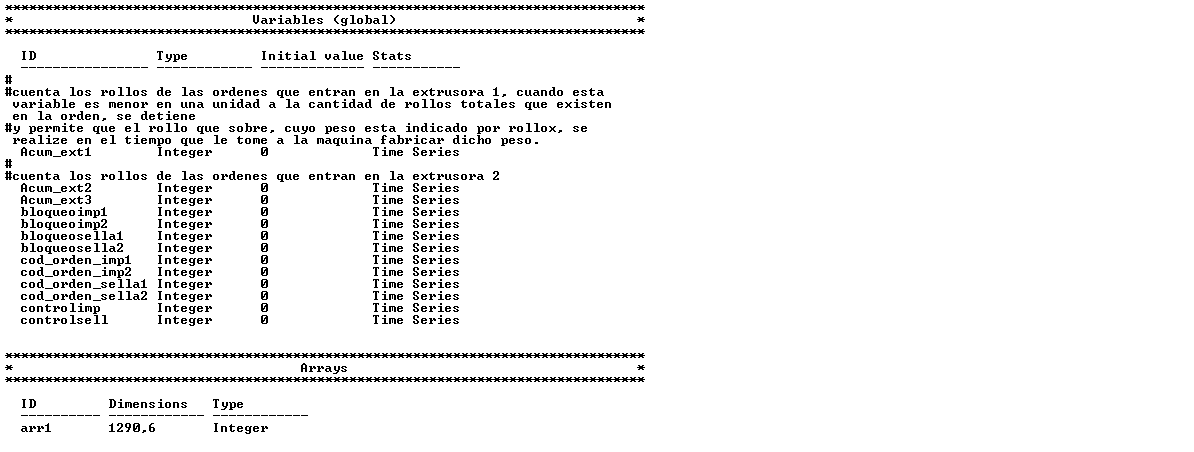 ********************************************************************************
*                              Variables (global)                              *
********************************************************************************
ID               Type         Initial value Stats
---------------- ------------ ------------- -----------
#
#cuenta los rollos de las ordenes que entran en la extrusora 1, cuando esta
variable es menor en una unidad a la cantidad de rollos totales que existen
en la orden, se detiene
#y permite que el rollo que sobre, cuyo peso esta indicado por rollox, se
realize en el tiempo que le tome a la maquina fabricar dicho peso.
Acum_ext1        Integer      0             Time Series
#
#cuenta los rollos de las ordenes que entran en la extrusora 2
Acum_ext2        Integer      0             Time Series
Acum_ext3        Integer      0             Time Series
bloqueoimp1      Integer      0             Time Series
bloqueoimp2      Integer      0             Time Series
bloqueosella1    Integer      0             Time Series
bloqueosella2    Integer      0             Time Series
cod_orden_imp1   Integer      0             Time Series
cod_orden_imp2   Integer      0             Time Series
cod_orden_sella1 Integer      0             Time Series
cod_orden_sella2 Integer      0             Time Series
controlimp       Integer      0             Time Series
controlsell      Integer      0             Time Series
********************************************************************************
*                                    Arrays                                    *
********************************************************************************
ID         Dimensions   Type
---------- ------------ ------------
arr1       1290,6       Integer